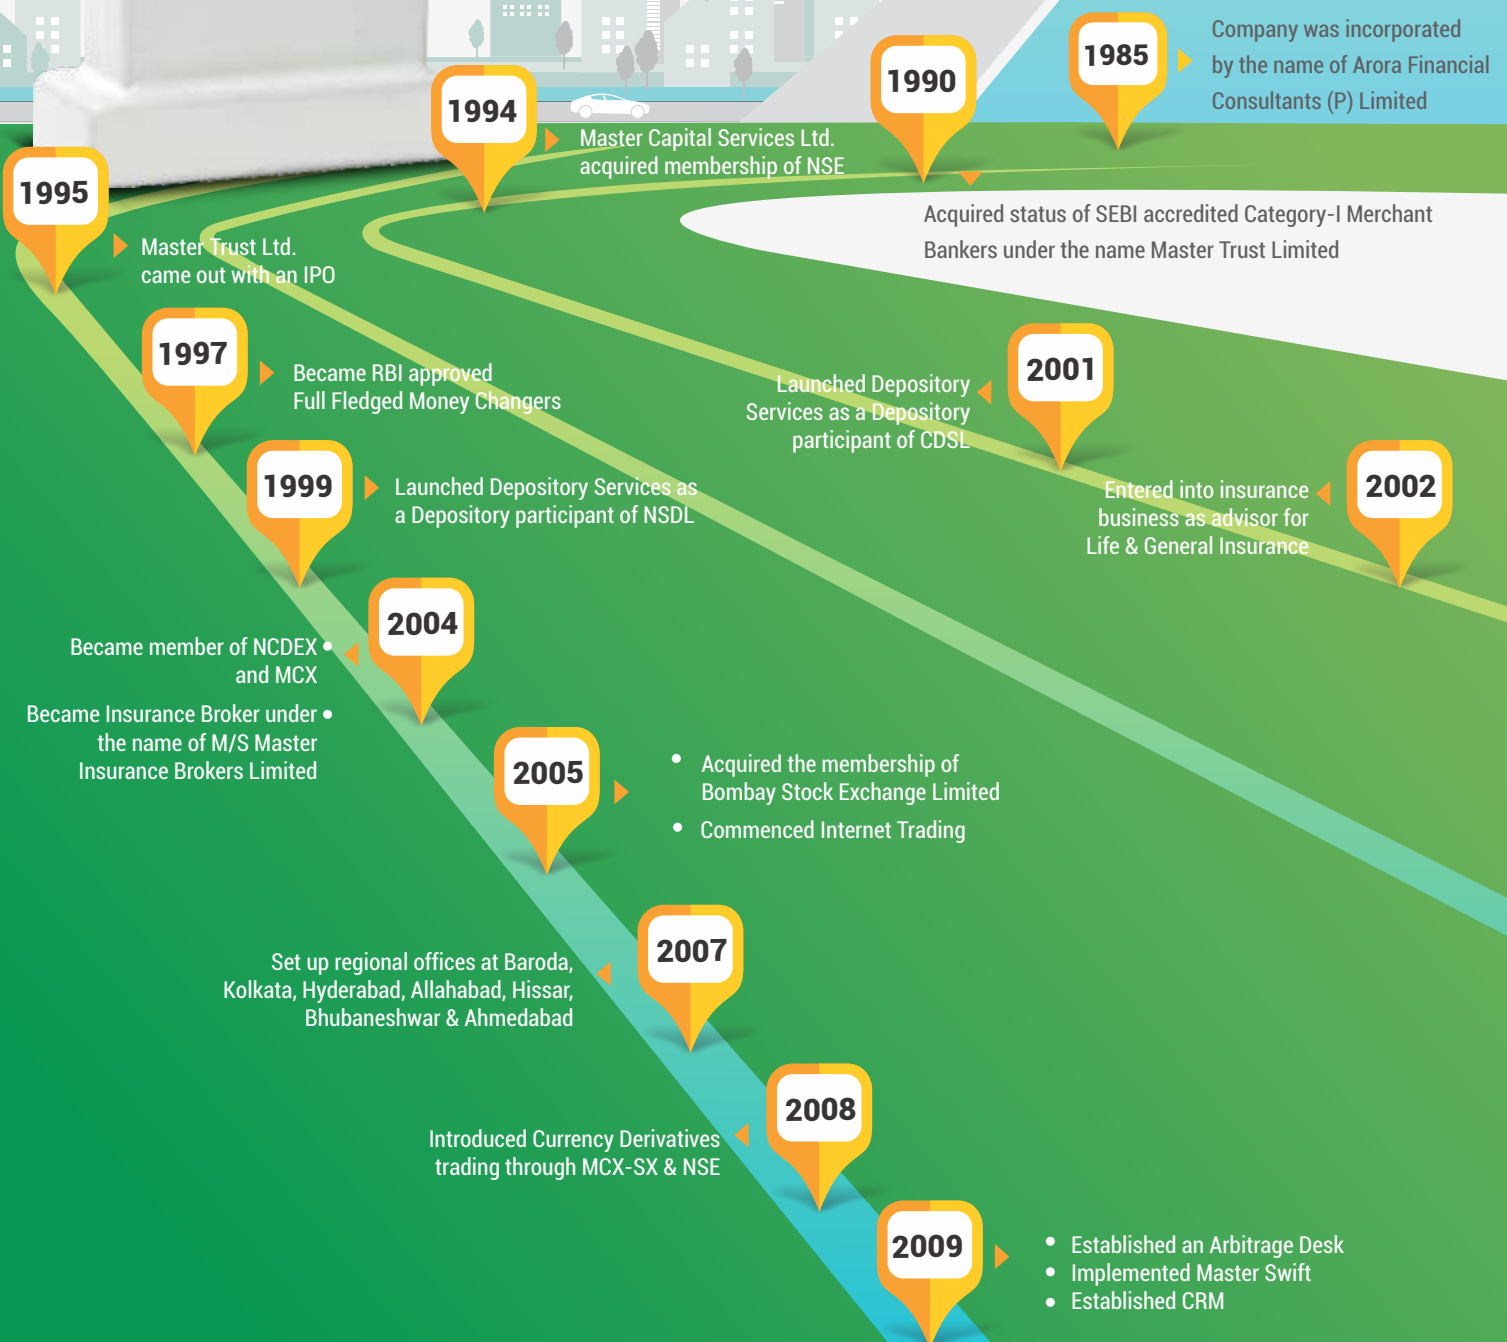 1985
Company was incorporated
by the name of Arora Financial
Consultants (P) Limited
1990
Acquired status of SEBI accredited Category-I Merchant
Bankers under the name Master Trust Limited
1994
Master Capital Services Ltd.
acquired membership of NSE
1995
Master Trust Ltd.
came out with an IPO
1997
Became RBI approved
Full Fledged Money Changers
1999
Launched Depository Services as
a Depository participant of NSDL
2001
Launched Depository
Services as a Depository
participant of CDSL
2002
Entered into insurance
business as advisor for
Life & General Insurance
2004
Became member of NCDEX •
and MCX
Became Insurance Broker under •
the name of M/S Master
Insurance Brokers Limited
2005
• Acquired the membership of
Bombay Stock Exchange Limited
• Commenced Internet Trading
2007
Set up regional offices at Baroda,
Kolkata, Hyderabad, Allahabad, Hissar,
Bhubaneshwar & Ahmedabad
2008
Introduced Currency Derivatives
trading through MCX-SX & NSE
2009
• Established an Arbitrage Desk
• Implemented Master Swift
• Established CRM